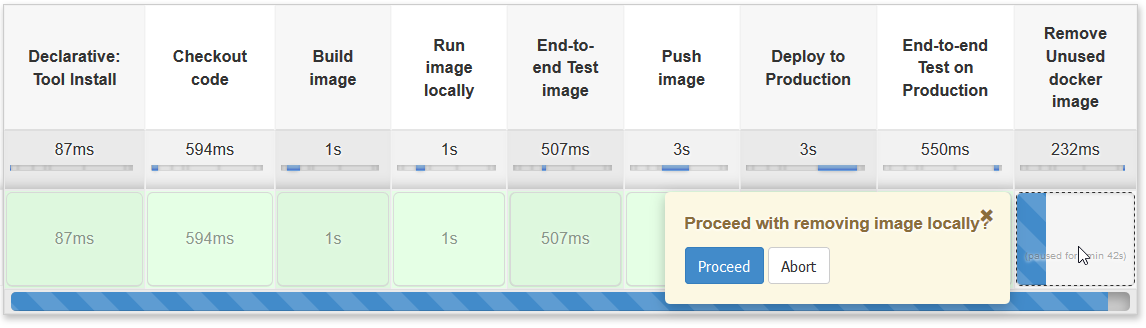 Declarative:
Tool Install
Checkout
code
Build
image
Run
image
locally
End-to-
end Test
image
Push
image
Deploy to
Production
End-to-end
Test on
Production
Remove
Unused
docker
image
87ms
594ms
1s
1s
507ms
3s
3s
550ms
232ms
87ms
594ms
1s
1s
507ms
Proceed with removing image locally?
Proceed
Abort
(paused for min 42s)